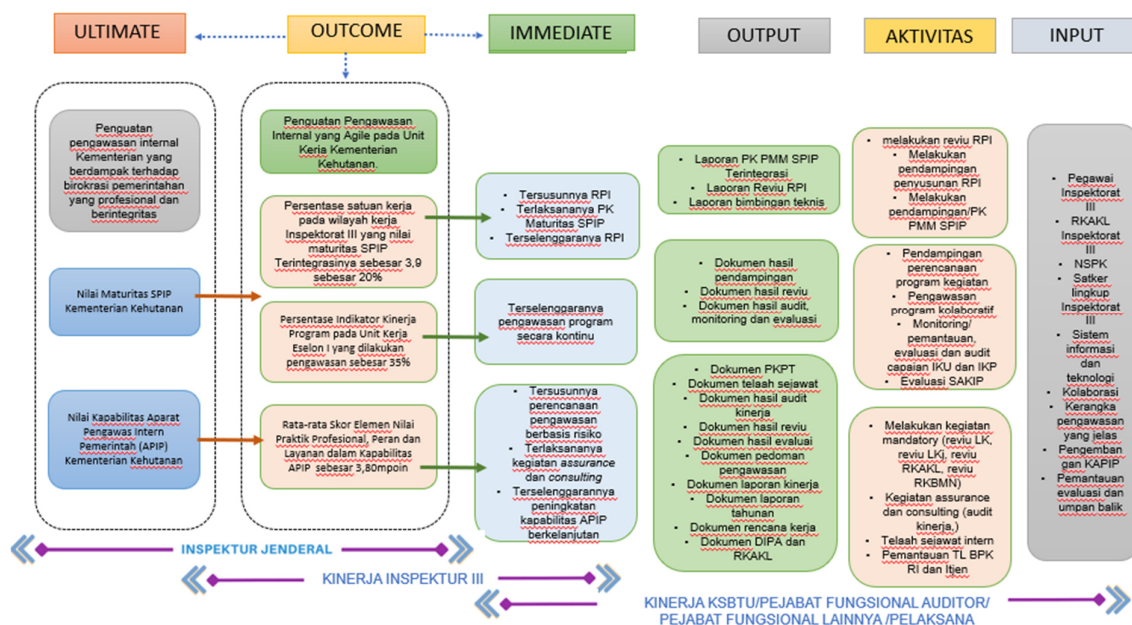 ULTIMATE
OUTCOME
IMMEDIATE
OUTPUT
AKTIVITAS
INPUT
Penguatan
pengawasan internal
Kementerian yang
berdampak terhadap
birokrasi pemerintahan
yang profesional dan
berintegritas
Nilai Maturitas SPIP
Kementerian Kehutanan
Nilai Kapabilitas Aparat
Pengawas Intern
Pemerintah (APIP)
Kementerian Kehutanan
Penguatan Pengawasan
Internal yang Agile pada Unit
Kerja Kementerian
Kehutanan.
Persentase satuan kerja
pada wilayah kerja
Inspektorat III yang nilai
maturitas SPIP
Terintegrasinya sebesar 3,9
sebesar 20%
Persentase Indikator Kinerja
Program pada Unit Kerja
Eselon I yang dilakukan
pengawasan sebesar 35%
Rata-rata Skor Elemen Nilai
Praktik Profesional, Peran dan
Layanan dalam Kapabilitas
APIP sebesar 3,80mpoin
• Tersusunnya RPI
• Terlaksananya PK
Maturitas SPIP
• Terselenggaranya RPI
Terselenggaranya
pengawasan program
secara kontinu
• Tersusunnya
perencanaan
pengawasan
berbasis risiko
• Terlaksananya
kegiatan assurance
dan consulting
• Terselenggarannya
peningkatan
kapabilitas APIP
berkelanjutan
• Laporan PK PMM SPIP
Terintegrasi
• Laporan Reviu RPI
• Laporan bimbingan teknis
• Dokumen hasil
pendampingan
• Dokumen hasil reviu
• Dokumen hasil audit,
monitoring dan evaluasi
• Dokumen PKPT
• Dokumen telaah sejawat
• Dokumen hasil audit
kinerja
• Dokumen hasil reviu
• Dokumen hasil evaluai
• Dokumen pedoman
pengawasan
• Dokumen laporan kinerja
• Dokumen laporan
tahunan
• Dokumen rencana kerja
• Dokumen DIPA dan
RKAKL
• melakukan reviu RPI
• Melakukan
pendampingan
penyusunan RPI
• Melakukan
pendampingan/PK
PMM SPIP
• Pendampingan
perencanaan
program kegiatan
• Pengawasan
program kolaboratif
• Monitoring/
pemantauan,
evaluasi dan audit
capaian IKU dan IKP
• Evaluasi SAKIP
• Melakukan kegiatan
mandatory (reviu LK,
reviu LKj, reviu
RKAKL, reviu
RKBMN)
• Kegiatan assurance
dan consulting (audit
kinerja,)
• Telaah sejawat intern
• Pemantauan TL BPK
RI dan Itjen
• Pegawai
Inspektorat
III
• RKAKL
Inspektorat
III
• NSPK
• Satker
lingkup
Inspektorat
III
• Sistem
informasi
dan
teknologi
• Kolaborasi
• Kerangka
pengawasan
yang jelas
• Pengemban
gan KAPIP
• Pemantauan
evaluasi dan
umpan balik
INSPEKTUR JENDERAL
KINERJA INSPEKTUR III
KINERJA KSBTU/PEJABAT FUNGSIONAL AUDITOR/
PEJABAT FUNGSIONAL LAINNYA /PELAKSANA